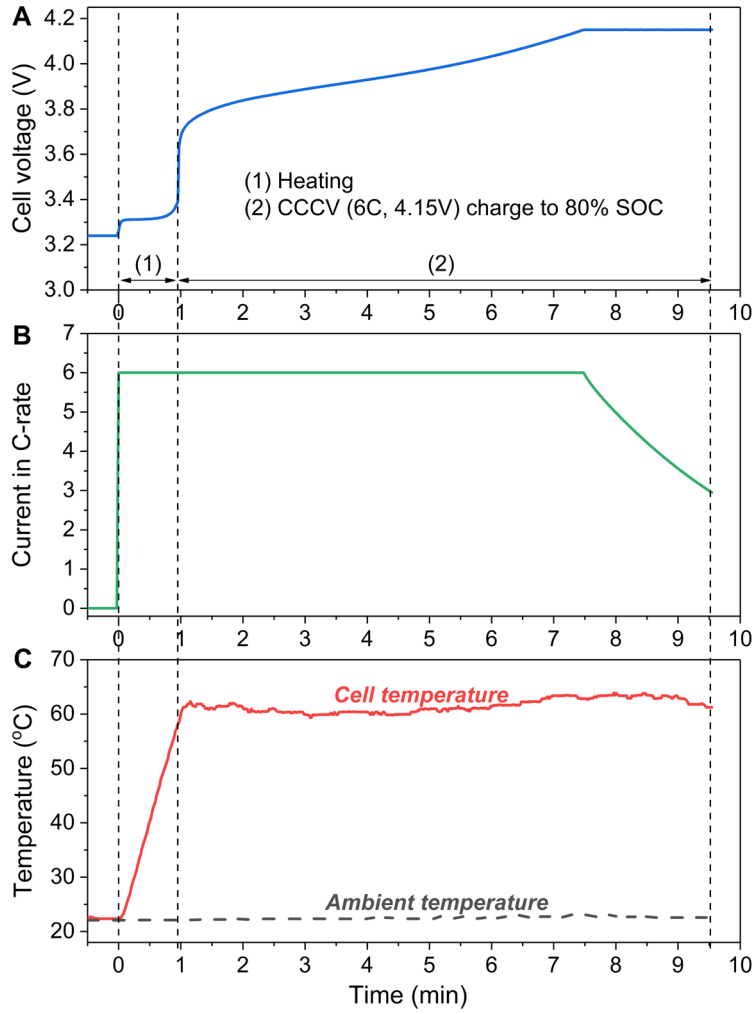 A
Cell voltage (V)
4.2
4.0
3.8
3.6
3.4
3.2
3.0
(1) Heating
(2) CCCV (6C, 4.15V) charge to 80% SOC
(1)
(2)
0 1 2 3 4 5 6 7 8 9 10
B
Current in C-rate
7
6
5
4
3
2
1
0
0 1 2 3 4 5 6 7 8 9 10
C
Temperature (°C)
70
60
50
40
30
20
Cell temperature
Ambient temperature
0 1 2 3 4 5 6 7 8 9 10
Time (min)